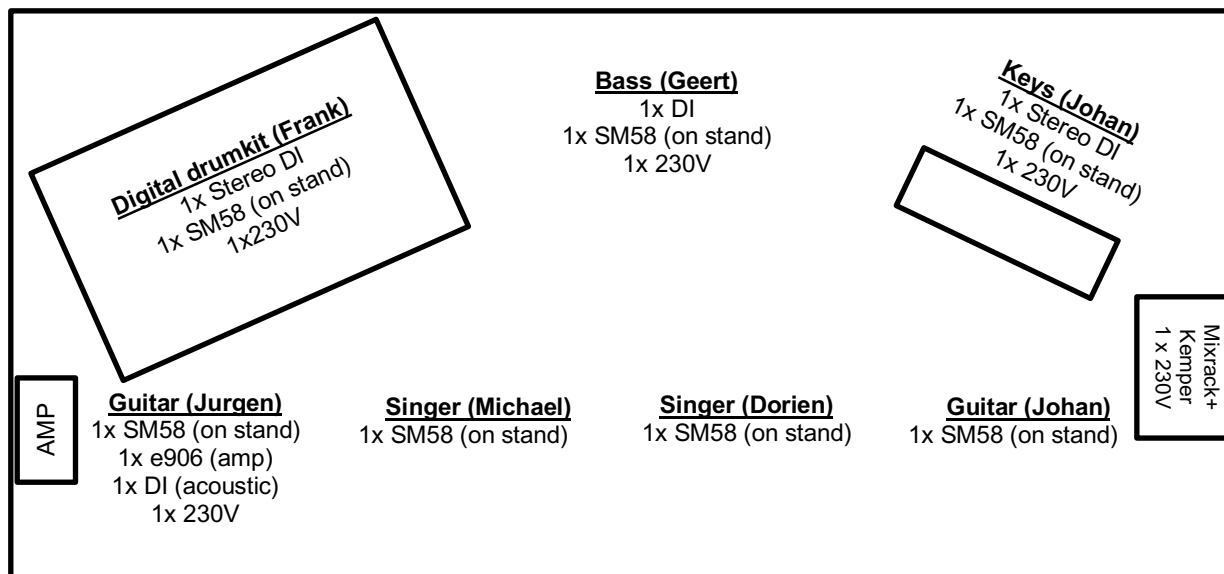 Digital drumkit (Frank)
1x Stereo DI
1x SM58 (on stand)
1x230V
Bass (Geert)
1x DI
1x SM58 (on stand)
1x 230V
Keys (Johan)
1x Stereo DI
1x SM58 (on stand)
1x 230V
Mixrack+
Kemper
1 x 230V
AMP
Guitar (Jurgen)
1x SM58 (on stand)
1x e906 (amp)
1x DI (acoustic)
1x 230V
Singer (Michael)
1x SM58 (on stand)
Singer (Dorien)
1x SM58 (on stand)
Guitar (Johan)
1x SM58 (on stand)